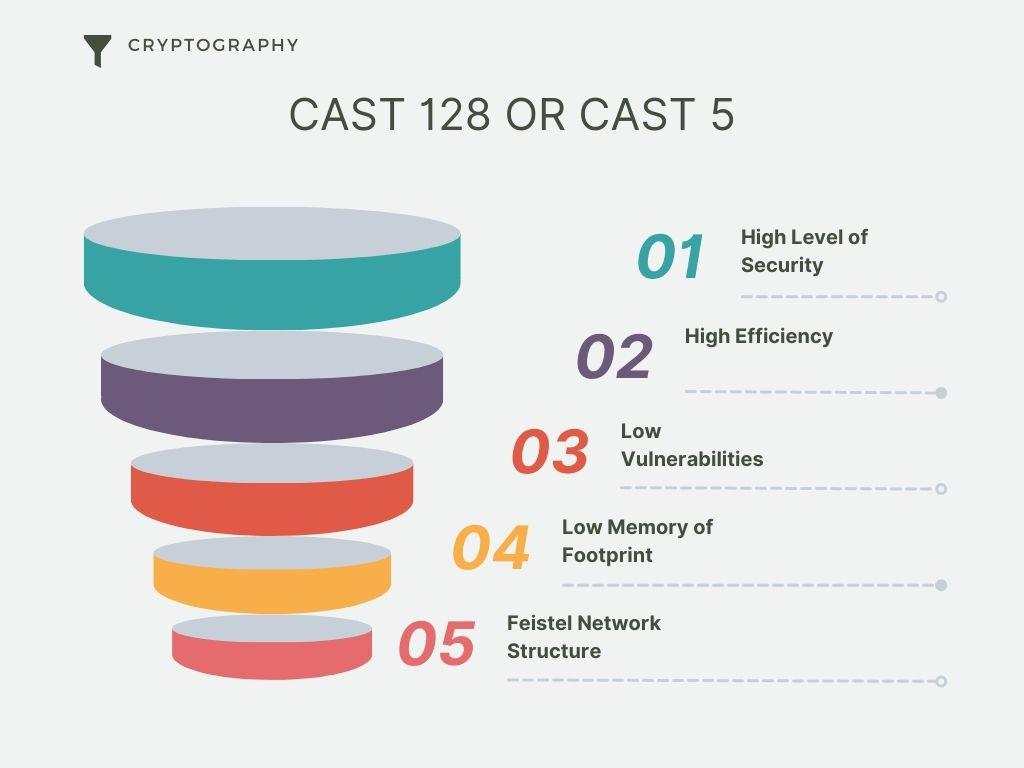 CRYPTOGRAPHY
CAST 128 OR CAST 5
01
High Level of
Security
02
High Efficiency
03
Low
Vulnerabilities
04
Low Memory of
Footprint
05
Feistel Network
Structure